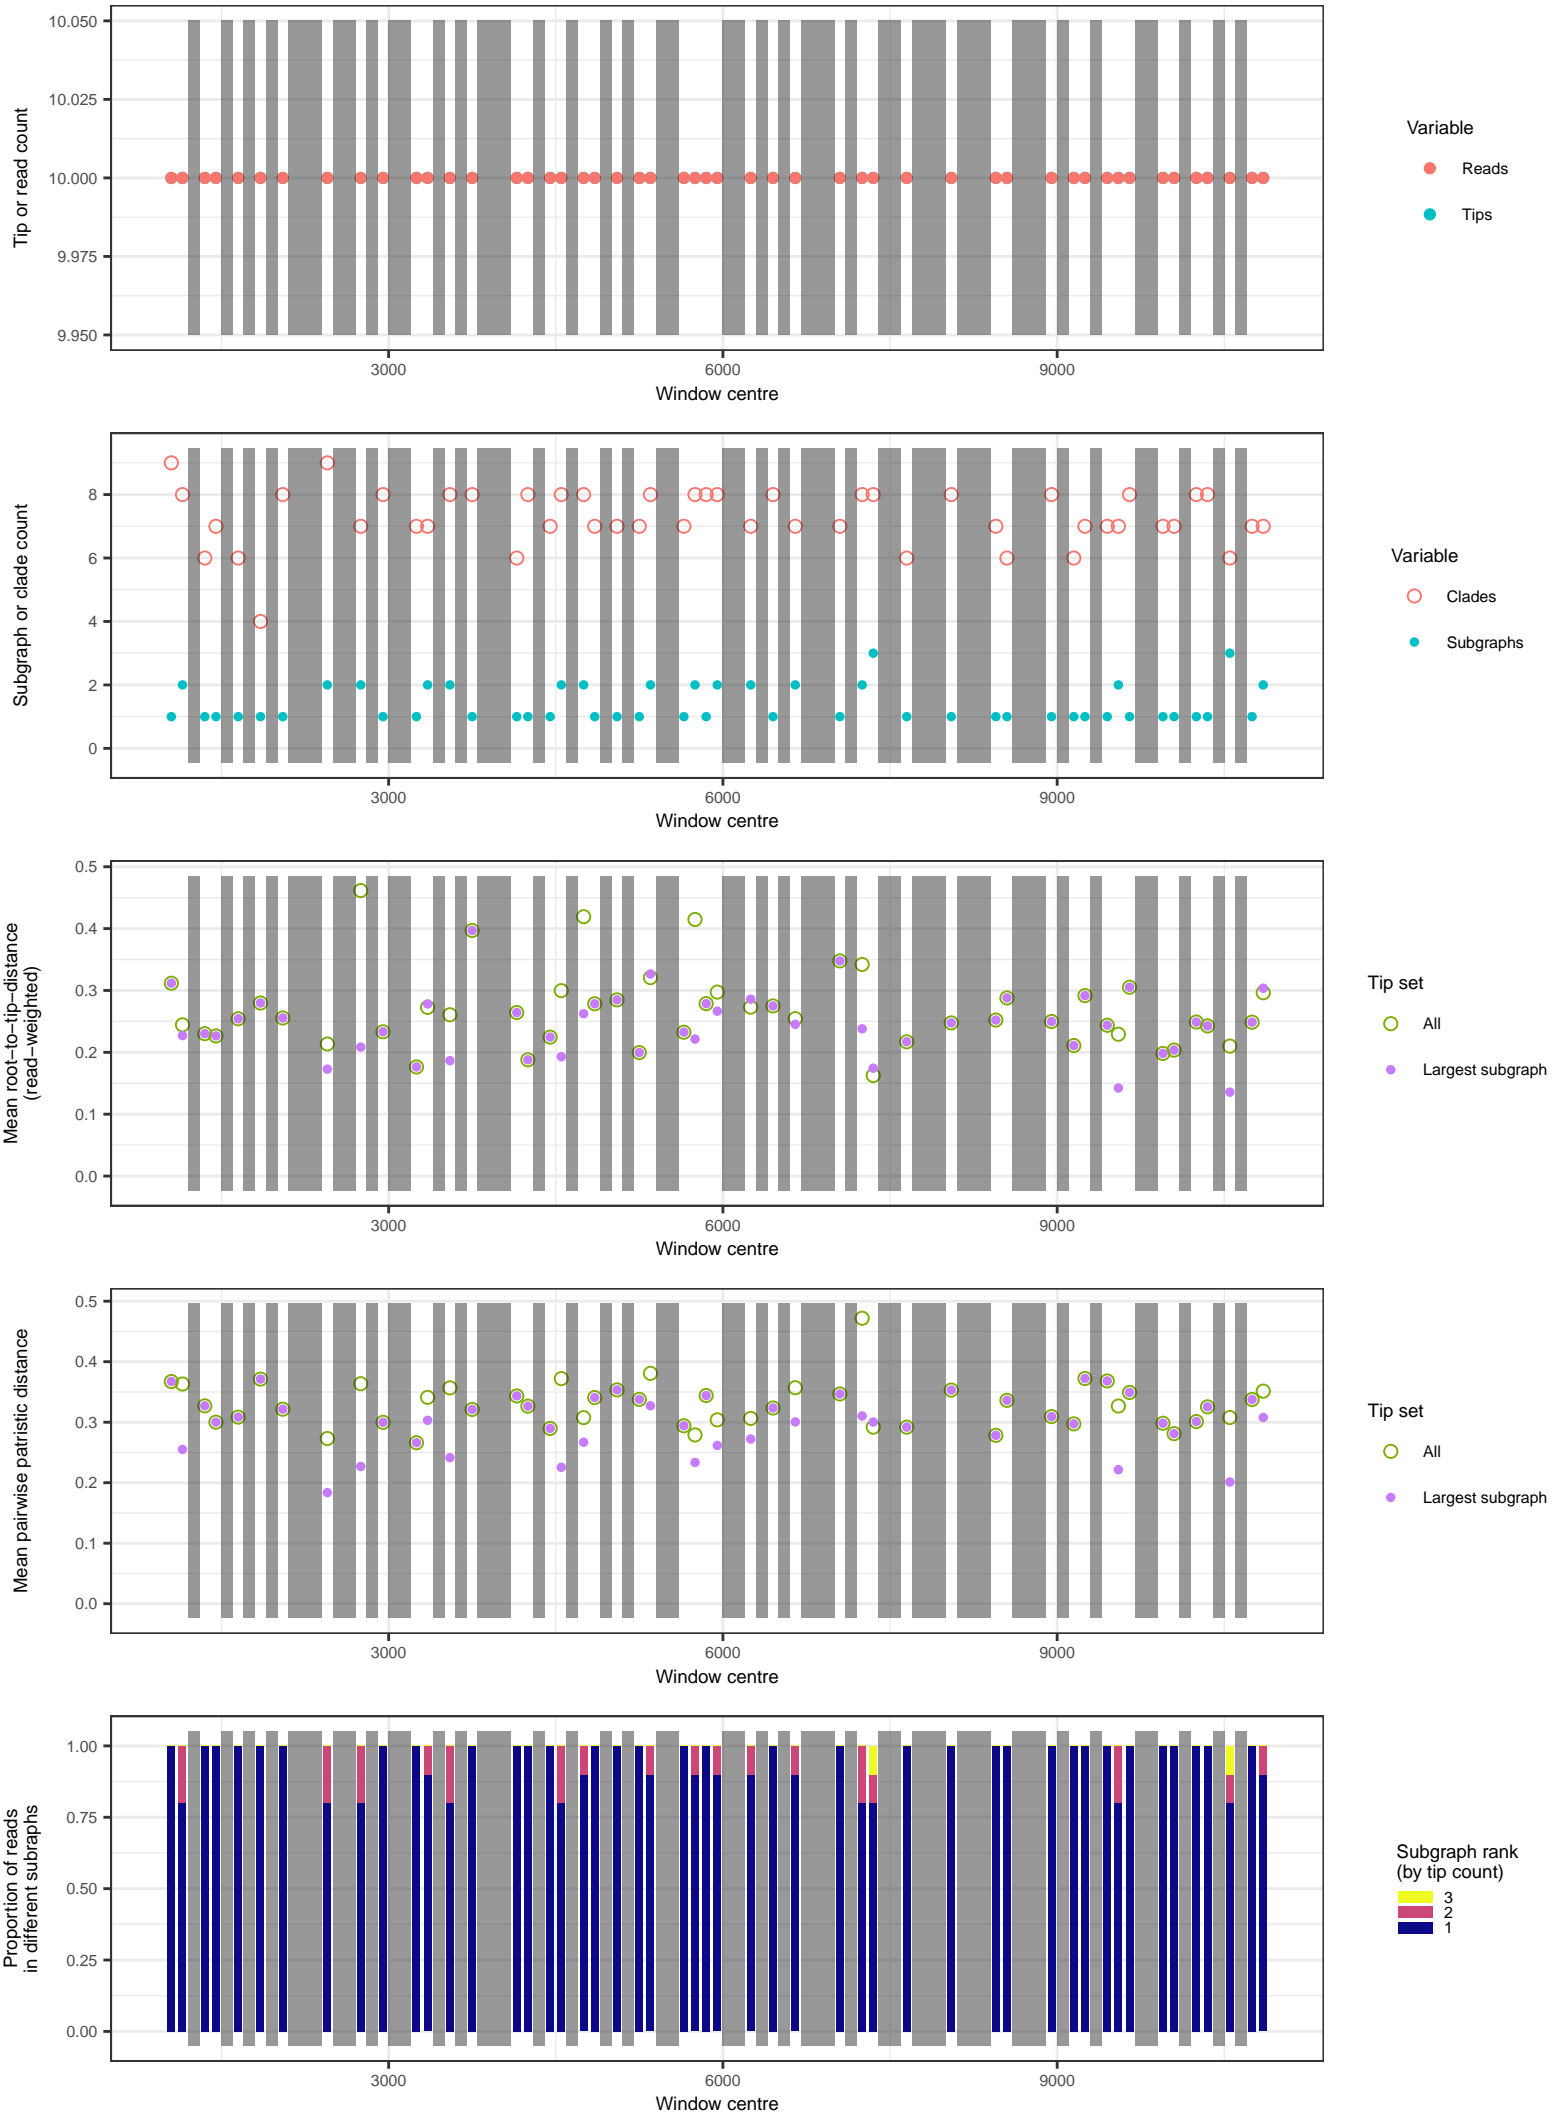 10.050
10.025
10.000
9.975
9.950
Tip or read count
3000 6000 9000
Window centre
Variable
Reads
Tips
8
6
4
2
0
Subgraph or clade count
3000 6000 9000
Window centre
Variable
Clades
Subgraphs
0.5
0.4
0.3
0.2
0.1
0.0
Mean root−to−tip−distance
(read−weighted)
3000 6000 9000
Window centre
Tip set
All
Largest subgraph
0.5
0.4
0.3
0.2
0.1
0.0
Mean pairwise patristic distance
3000 6000 9000
Window centre
Tip set
All
Largest subgraph
1.00
0.75
0.50
0.25
0.00
Proportion of reads
in different subraphs
3000 6000 9000
Window centre
Subgraph rank
(by tip count)
3
2
1